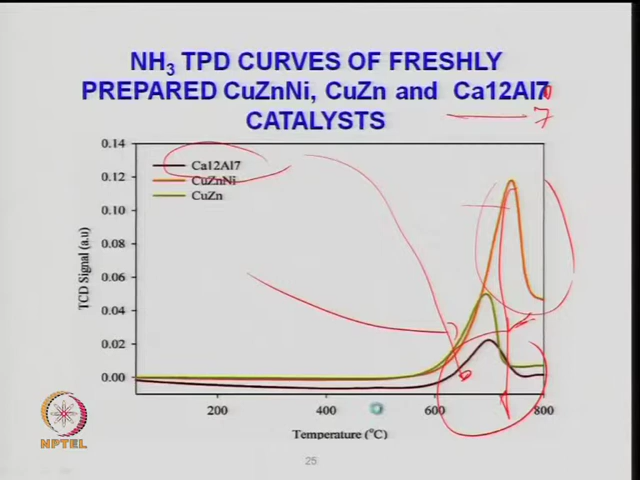 NH3 TPD CURVES OF FRESHLY
PREPARED CuZnNi, CuZn and Ca12Al7
CATALYSTS
7
0.14
0.12
0.10
0.08
0.06
0.04
0.02
0.00
TCD Signal (a.u)
Ca12Al7
CuZnNi
CuZn
200
400
600
800
Temperature (°C)
NPTEL
25